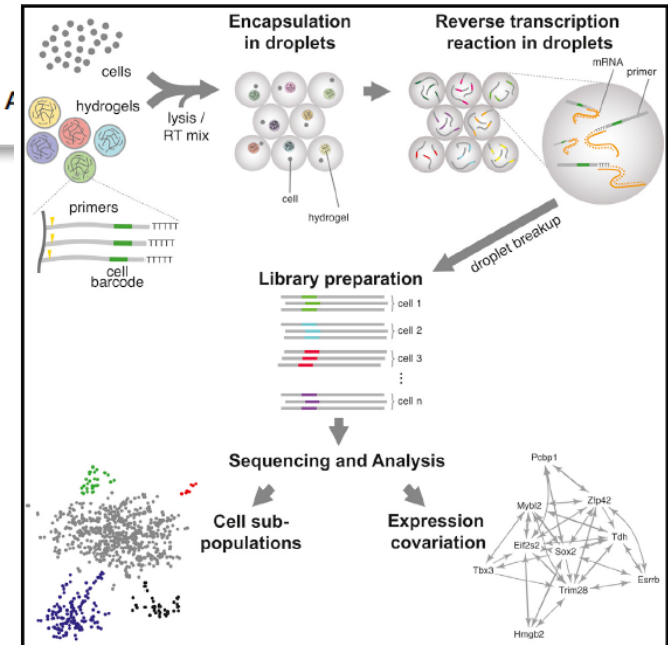 Encapsulation
in droplets
Reverse transcription
reaction in droplets
cells
hydrogels
lysis /
RT mix
mRNA
primer
cell
hydrogel
primers
TTTTT
TTTTT
TTTTT
cell
barcode
TTTT
droplet breakup
Library preparation
cell 1
cell 2
cell 3
⋮
cell n
Sequencing and Analysis
Cell sub-
populations
Expression
covariation
Pcbp1
Mybl2
Zfp42
Eif2s2
Sox2
Tdh
Tbx3
Trim28
Esrrb
Hmgb2